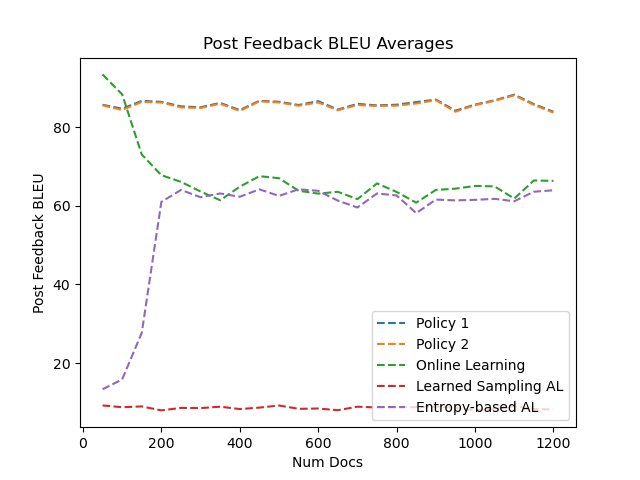 Post Feedback BLEU Averages
Post Feedback BLEU
80
60
40
20
Policy 1
Policy 2
Online Learning
Learned Sampling AL
Entropy-based AL
0 200 400 600 800 1000 1200
Num Docs